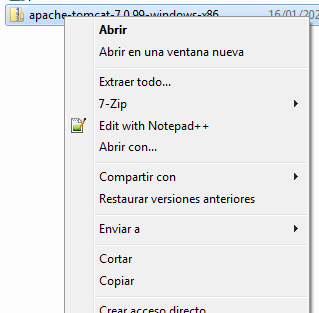 apache-tomcat-7.0.99-windows-x86 16/01/202
Abrir
Abrir en una ventana nueva
Extraer todo...
7-Zip
Edit with Notepad++
Abrir con...
Compartir con
Restaurar versiones anteriores
Enviar a
Cortar
Copiar
Crear acceso directo